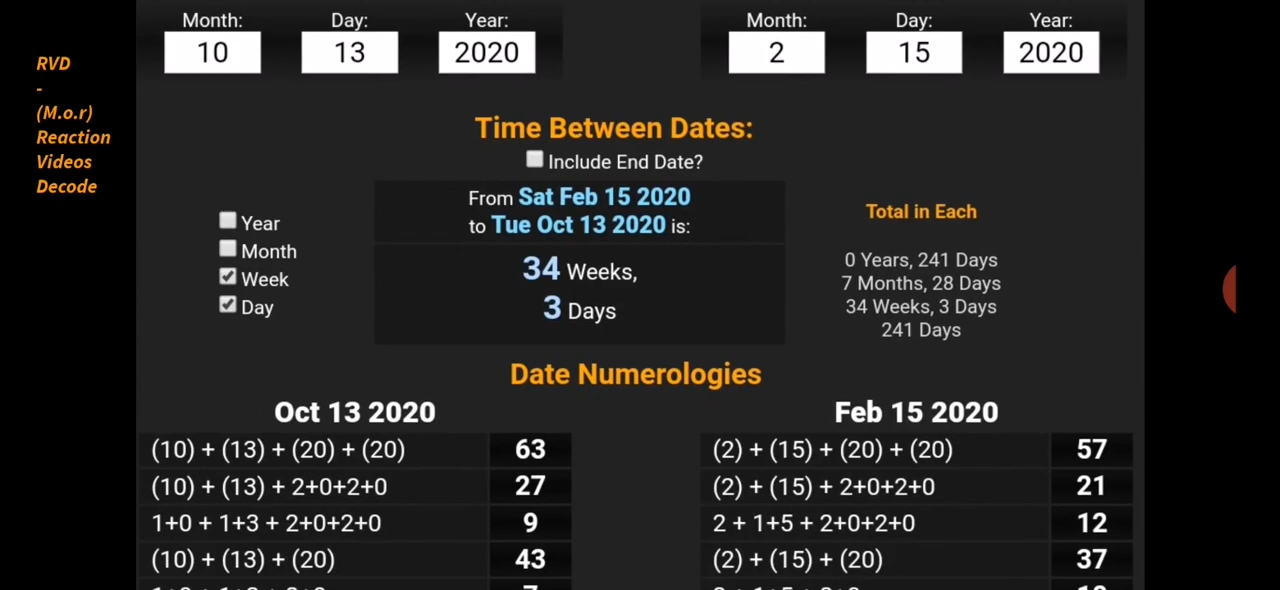 Month: Day: Year:
10 13 2020
Month: Day: Year:
2 15 2020
RVD
-
(M.o.r)
Reaction
Videos
Decode
Time Between Dates:
Include End Date?
Year
Month
Week
Day
From Sat Feb 15 2020
to Tue Oct 13 2020 is:
34 Weeks,
3 Days
Total in Each
0 Years, 241 Days
7 Months, 28 Days
34 Weeks, 3 Days
241 Days
Date Numerologies
Oct 13 2020
(10) + (13) + (20) + (20) 63
(10) + (13) + 2+0+2+0 27
1+0 + 1+3 + 2+0+2+0 9
(10) + (13) + (20) 43
Feb 15 2020
(2) + (15) + (20) + (20) 57
(2) + (15) + 2+0+2+0 21
2 + 1+5 + 2+0+2+0 12
(2) + (15) + (20) 37